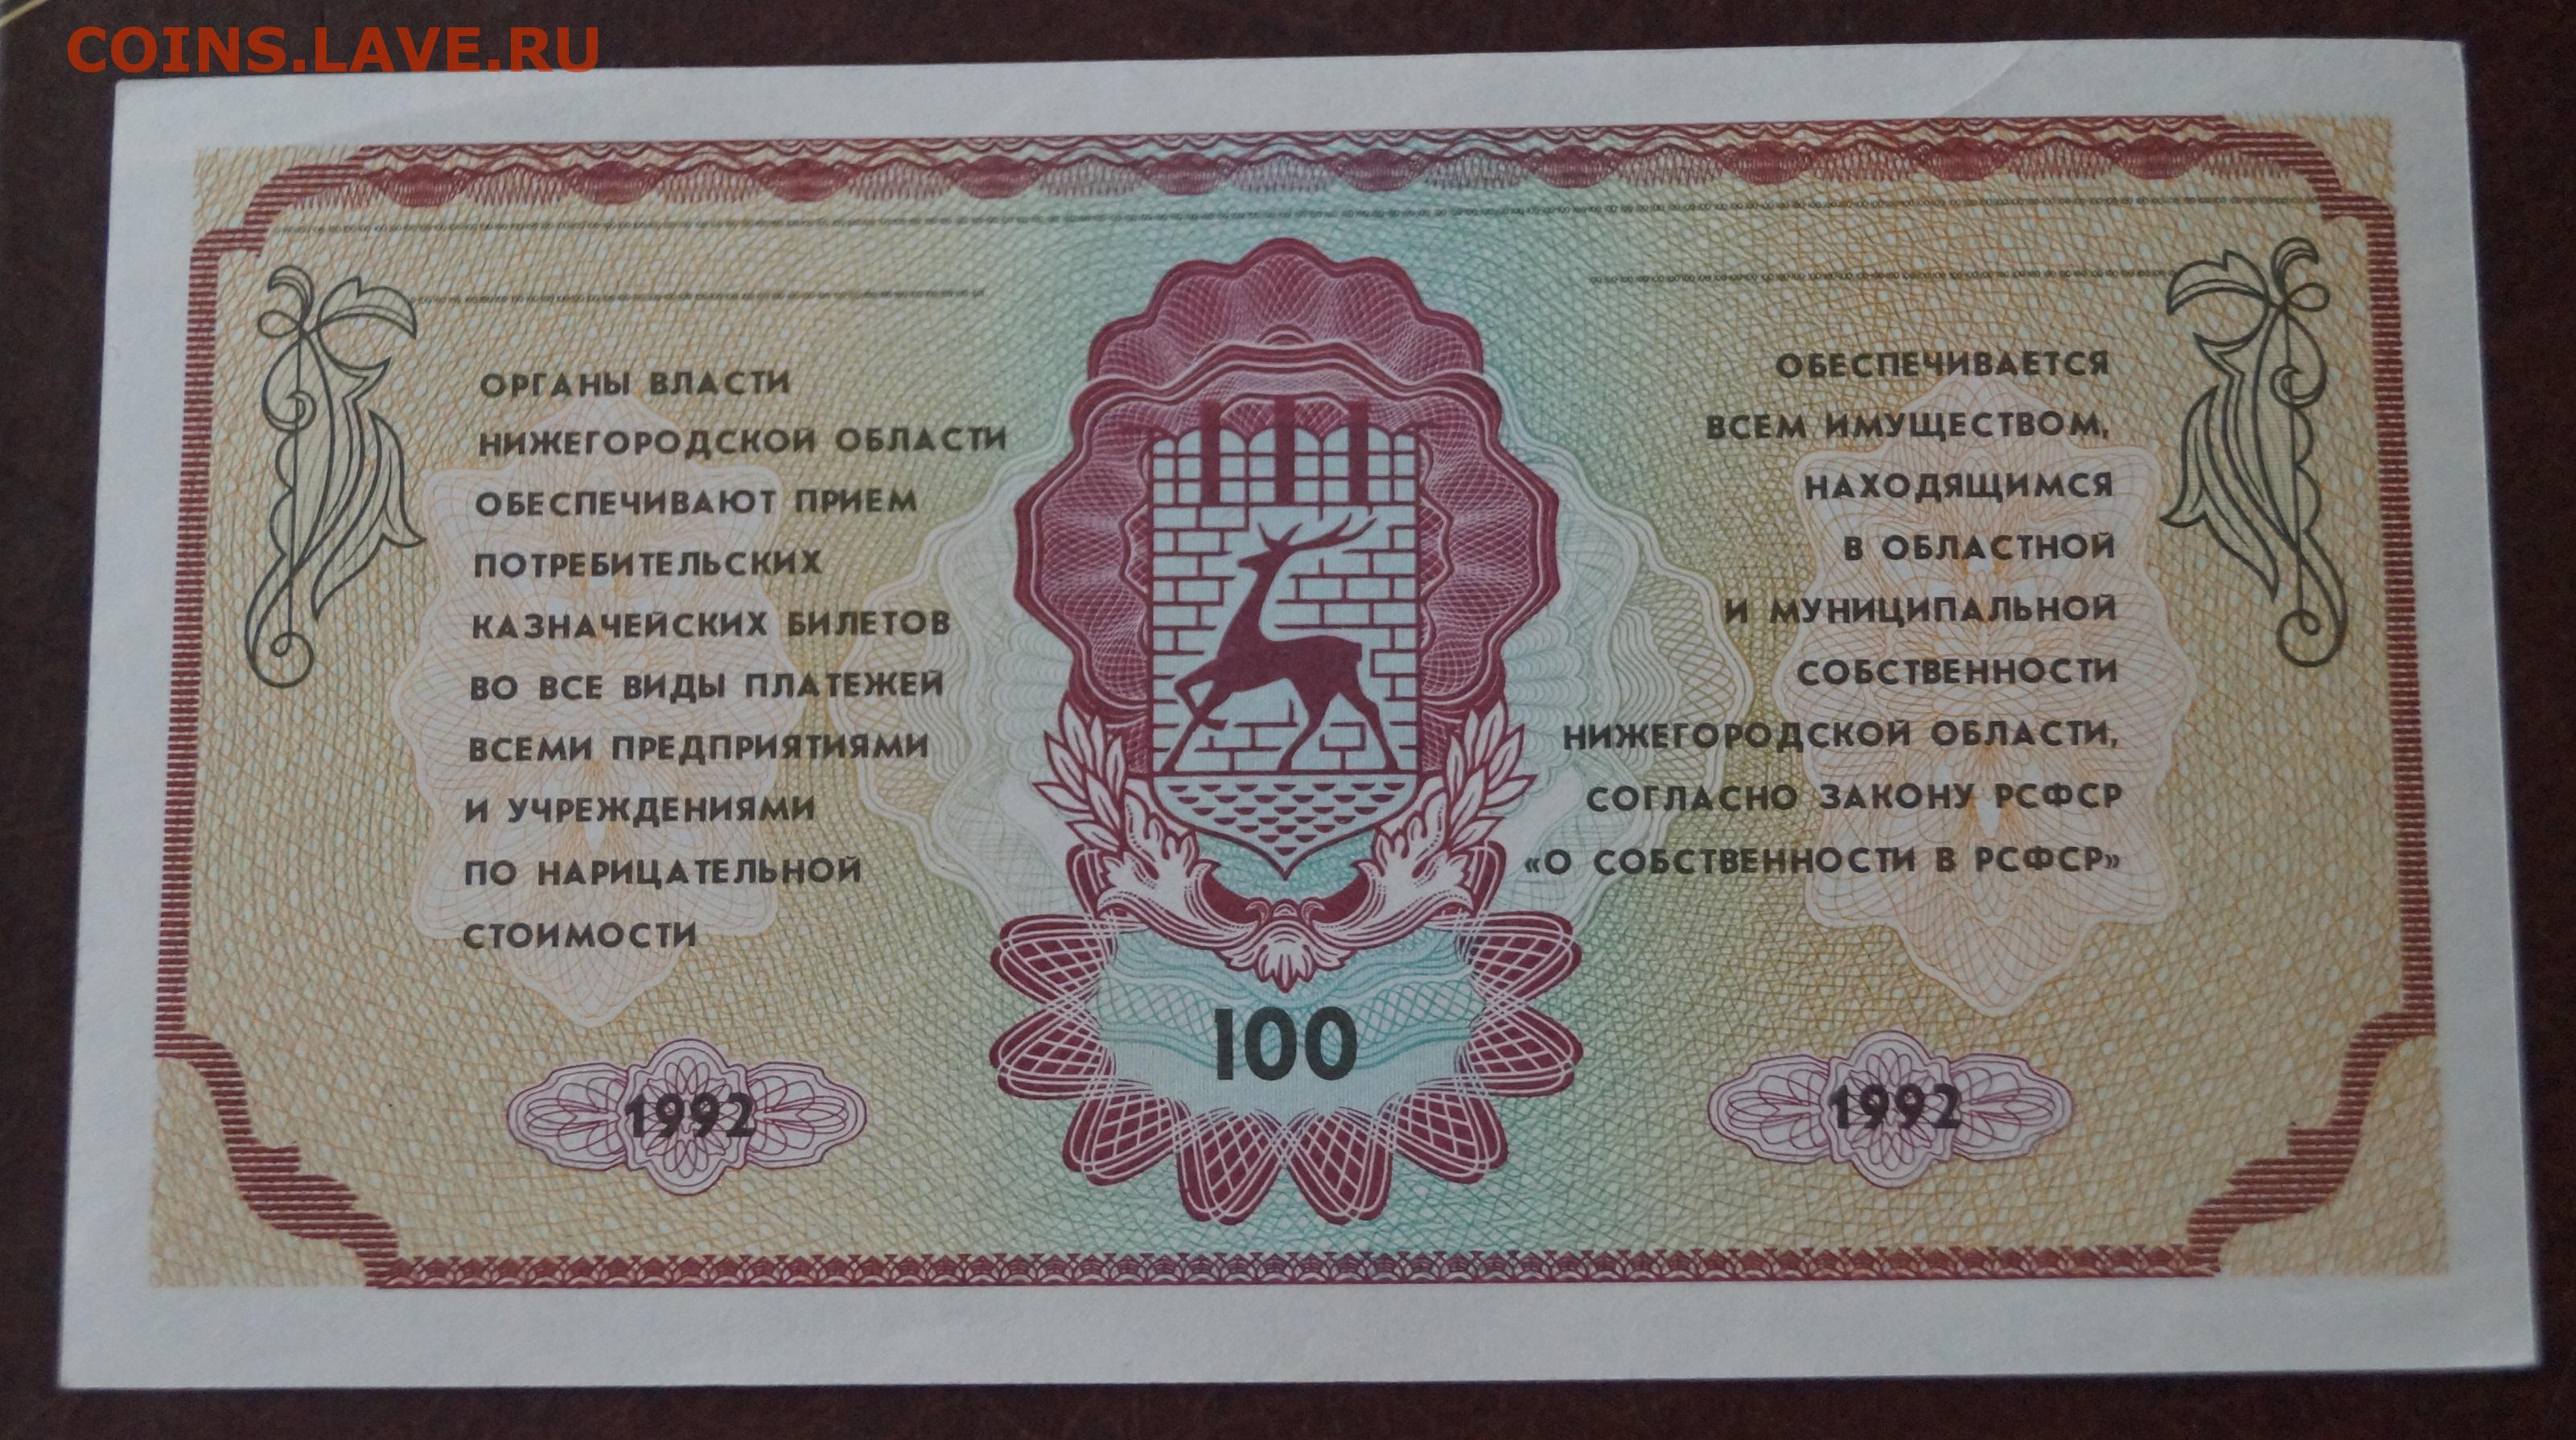 COINS.LAVE.RU
ОРГАНЫ ВЛАСТИ
НИЖЕГОРОДСКОЙ ОБЛАСТИ
ОБЕСПЕЧИВАЮТ ПРИЕМ
ПОТРЕБИТЕЛЬСКИХ
КАЗНАЧЕЙСКИХ БИЛЕТОВ
ВО ВСЕ ВИДЫ ПЛАТЕЖЕЙ
ВСЕМИ ПРЕДПРИЯТИЯМИ
И УЧРЕЖДЕНИЯМИ
ПО НАРИЦАТЕЛЬНОЙ
СТОИМОСТИ
ОБЕСПЕЧИВАЕТСЯ
ВСЕМ ИМУЩЕСТВОМ,
НАХОДЯЩИМСЯ
В ОБЛАСТНОЙ
И МУНИЦИПАЛЬНОЙ
СОБСТВЕННОСТИ
НИЖЕГОРОДСКОЙ ОБЛАСТИ,
СОГЛАСНО ЗАКОНУ РСФСР
«О СОБСТВЕННОСТИ В РСФСР»
100
1992
1992